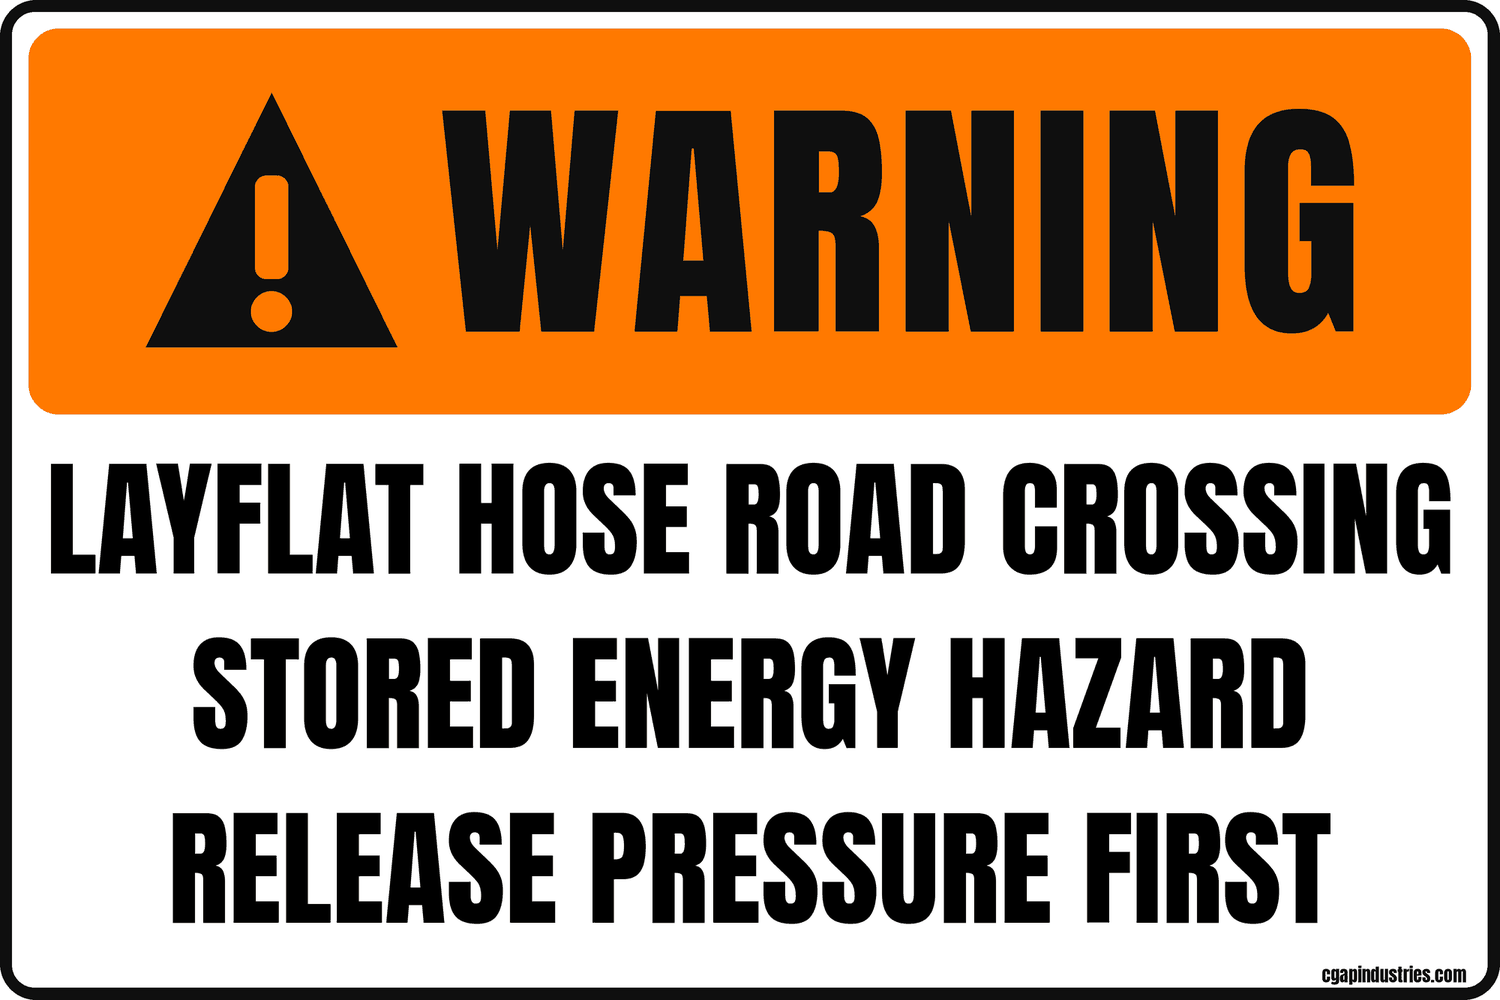 WARNING
LAYFLAT HOSE ROAD CROSSING
STORED ENERGY HAZARD
RELEASE PRESSURE FIRST
cgapindustries.com